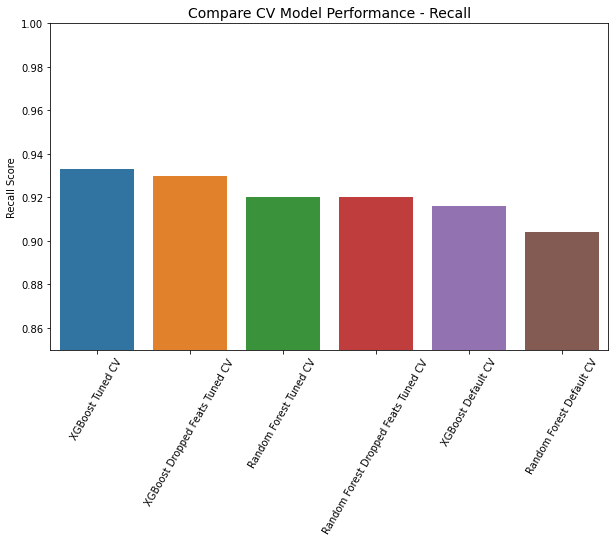 Compare CV Model Performance - Recall
1.00
0.98
0.96
0.94
0.92
0.90
0.88
0.86
Recall Score
XGBoost Tuned CV
XGBoost Dropped Feats Tuned CV
Random Forest Tuned CV
Random Forest Dropped Feats Tuned CV
XGBoost Default CV
Random Forest Default CV